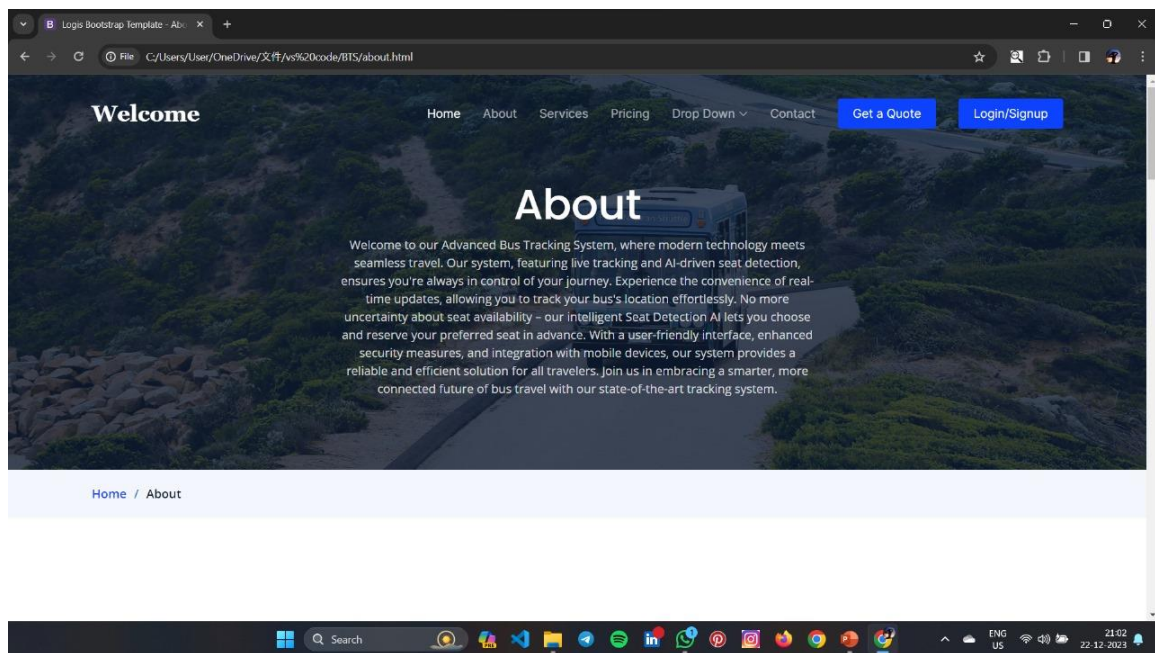 Logis Bootstrap Template - Abo
File C:/Users/User/OneDrive/文件/vs%20code/BTS/about.html
Welcome Home About Services Pricing Drop Down Contact Get a Quote Login/Signup
About
Welcome to our Advanced Bus Tracking System, where modern technology meets
seamless travel. Our system, featuring live tracking and AI-driven seat detection,
ensures you're always in control of your journey. Experience the convenience of real-
time updates, allowing you to track your bus's location effortlessly. No more
uncertainty about seat availability – our intelligent Seat Detection AI lets you choose
and reserve your preferred seat in advance. With a user-friendly interface, enhanced
security measures, and integration with mobile devices, our system provides a
reliable and efficient solution for all travelers. Join us in embracing a smarter, more
connected future of bus travel with our state-of-the-art tracking system.
Home / About
Search
ENG
US
21:02
22-12-2023